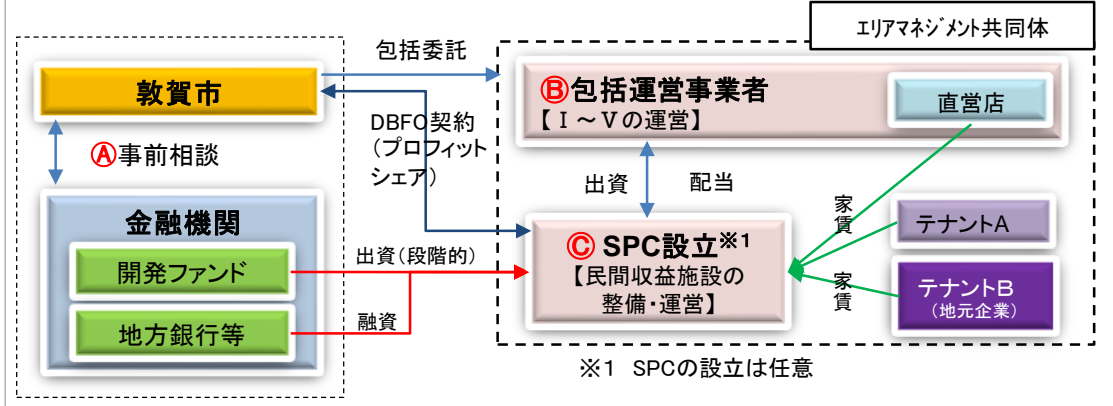 エリアマネジメント共同体
敦賀市
包括委託
Ⓑ包括運営事業者
【Ⅰ～Ⅴの運営】
直営店
DBFO契約
(プロフィット
シェア)
Ⓐ事前相談
出資
配当
家賃
テナントA
金融機関
開発ファンド
出資(段階的)
Ⓒ SPC設立※1
【民間収益施設の
整備・運営】
家賃
テナントB
(地元企業)
地方銀行等
融資
※1 SPCの設立は任意